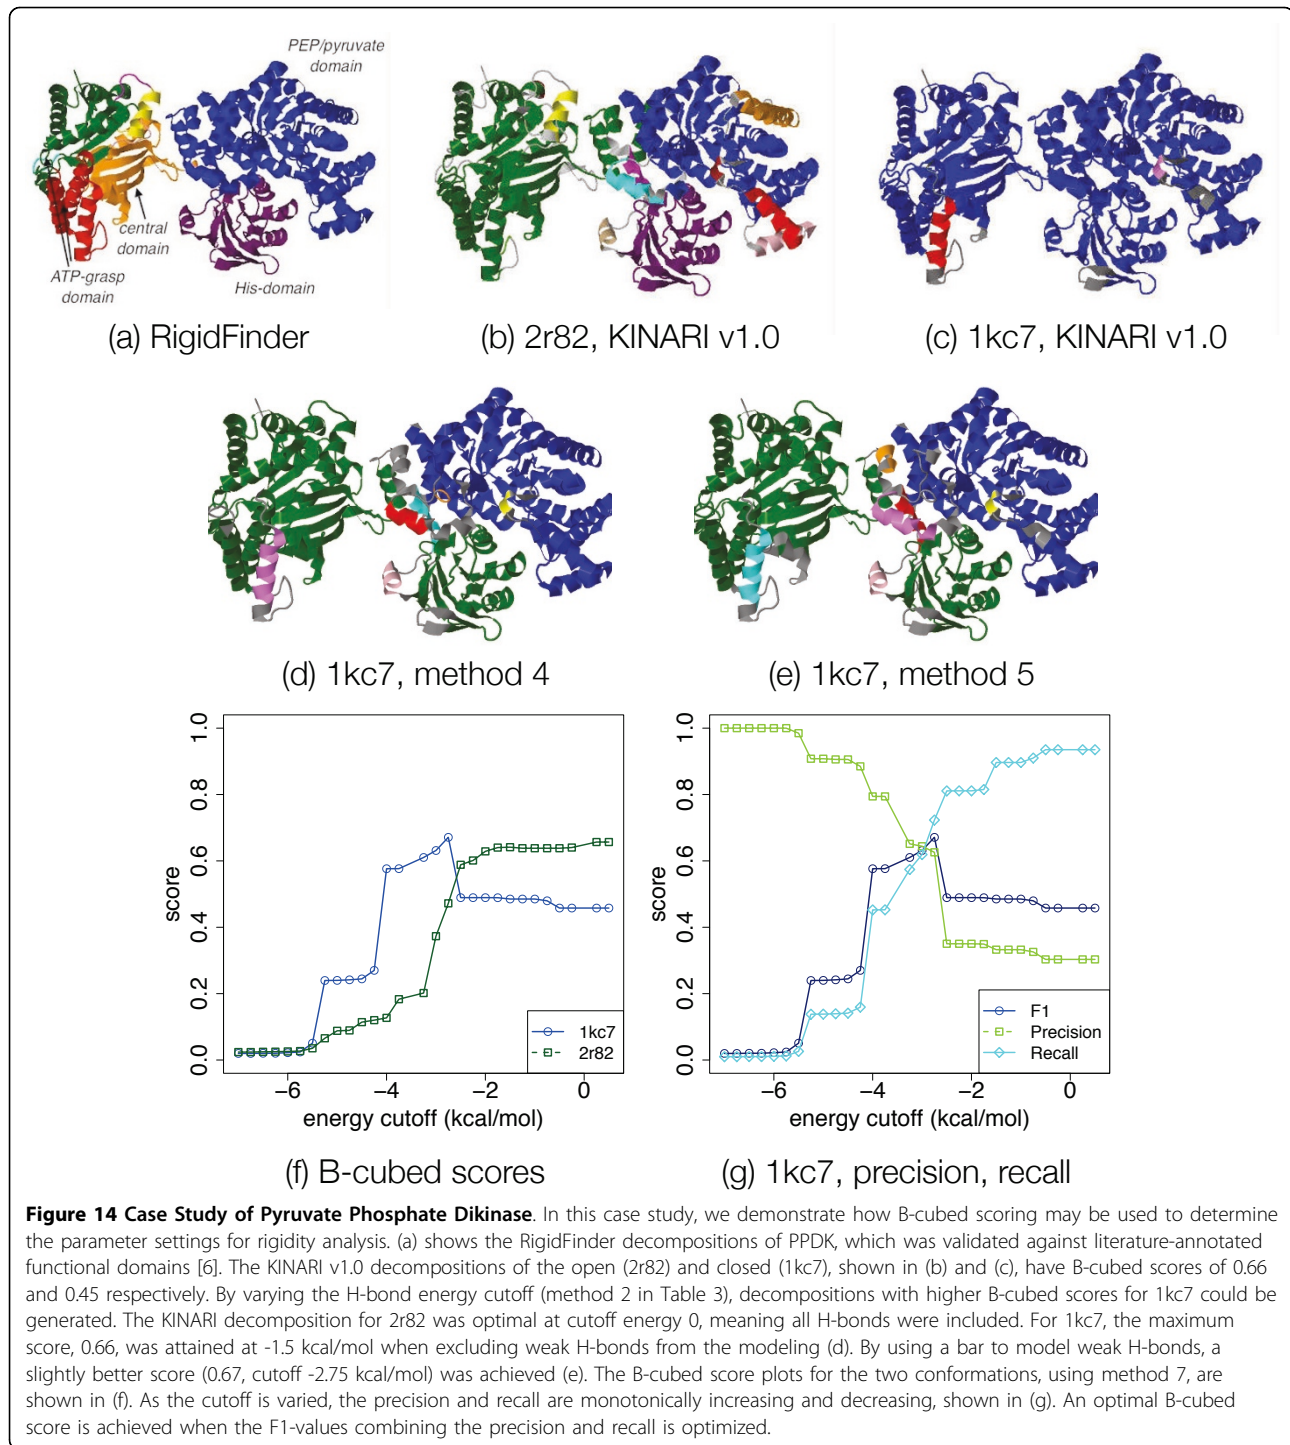 PEP/pyruvate
domain
central
domain
ATP-grasp
domain
His-domain
(a) RigidFinder
(b) 2r82, KINARI v1.0
(c) 1kc7, KINARI v1.0
(d) 1kc7, method 4
(e) 1kc7, method 5
score
0.0 0.2 0.4 0.6 0.8 1.0
1kc7
2r82
−6 −4 −2 0
energy cutoff (kcal/mol)
(f) B-cubed scores
score
0.0 0.2 0.4 0.6 0.8 1.0
F1
Precision
Recall
−6 −4 −2 0
energy cutoff (kcal/mol)
(g) 1kc7, precision, recall
Figure 14 Case Study of Pyruvate Phosphate Dikinase. In this case study, we demonstrate how B-cubed scoring may be used to determine
the parameter settings for rigidity analysis. (a) shows the RigidFinder decompositions of PPDK, which was validated against literature-annotated
functional domains [6]. The KINARI v1.0 decompositions of the open (2r82) and closed (1kc7), shown in (b) and (c), have B-cubed scores of 0.66
and 0.45 respectively. By varying the H-bond energy cutoff (method 2 in Table 3), decompositions with higher B-cubed scores for 1kc7 could be
generated. The KINARI decomposition for 2r82 was optimal at cutoff energy 0, meaning all H-bonds were included. For 1kc7, the maximum
score, 0.66, was attained at -1.5 kcal/mol when excluding weak H-bonds from the modeling (d). By using a bar to model weak H-bonds, a
slightly better score (0.67, cutoff -2.75 kcal/mol) was achieved (e). The B-cubed score plots for the two conformations, using method 7, are
shown in (f). As the cutoff is varied, the precision and recall are monotonically increasing and decreasing, shown in (g). An optimal B-cubed
score is achieved when the F1-values combining the precision and recall is optimized.